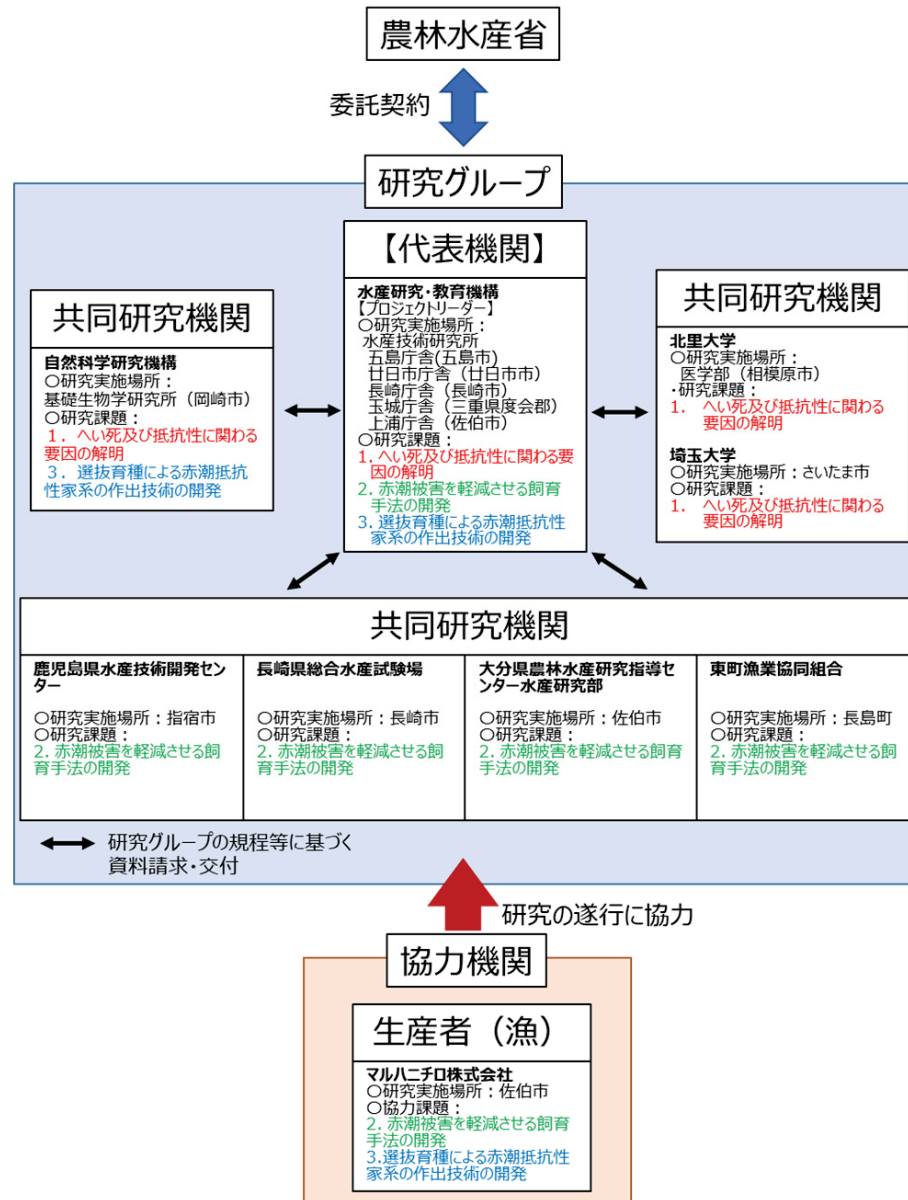 農林水産省
委託契約
研究グループ
【代表機関】
水産研究・教育機構
【プロジェクトリーダー】
〇研究実施場所：
水産技術研究所
五島庁舎(五島市)
廿日市庁舎（廿日市市）
長崎庁舎（長崎市）
玉城庁舎（三重県度会郡）
上浦庁舎（佐伯市）
〇研究課題：
1. へい死及び抵抗性に関わる要
因の解明
2. 赤潮被害を軽減させる飼育
手法の開発
3. 選抜育種による赤潮抵抗性
家系の作出技術の開発
共同研究機関
自然科学研究機構
〇研究実施場所：
基礎生物学研究所（岡崎市）
〇研究課題：
１．へい死及び抵抗性に関わる
要因の解明
３．選抜育種による赤潮抵抗
性家系の作出技術の開発
共同研究機関
北里大学
〇研究実施場所：
医学部（相模原市）
・研究課題：
1. へい死及び抵抗性に関わる
要因の解明
埼玉大学
〇研究実施場所：さいたま市
〇研究課題：
1. へい死及び抵抗性に関わる
要因の解明
共同研究機関
鹿児島県水産技術開発セン
ター
〇研究実施場所：指宿市
〇研究課題：
2. 赤潮被害を軽減させる飼
育手法の開発
長崎県総合水産試験場
〇研究実施場所：長崎市
〇研究課題：
2. 赤潮被害を軽減させる飼
育手法の開発
大分県農林水産研究指導セ
ンター水産研究部
〇研究実施場所：佐伯市
〇研究課題：
2. 赤潮被害を軽減させる飼育
手法の開発
東町漁業協同組合
〇研究実施場所：長島町
〇研究課題：
2. 赤潮被害を軽減させる飼
育手法の開発
研究グループの規程等に基づく
資料請求・交付
研究の遂行に協力
協力機関
生産者（漁）
マルハニチロ株式会社
〇研究実施場所：佐伯市
〇協力課題：
2. 赤潮被害を軽減させる飼育
手法の開発
3.選抜育種による赤潮抵抗性
家系の作出技術の開発